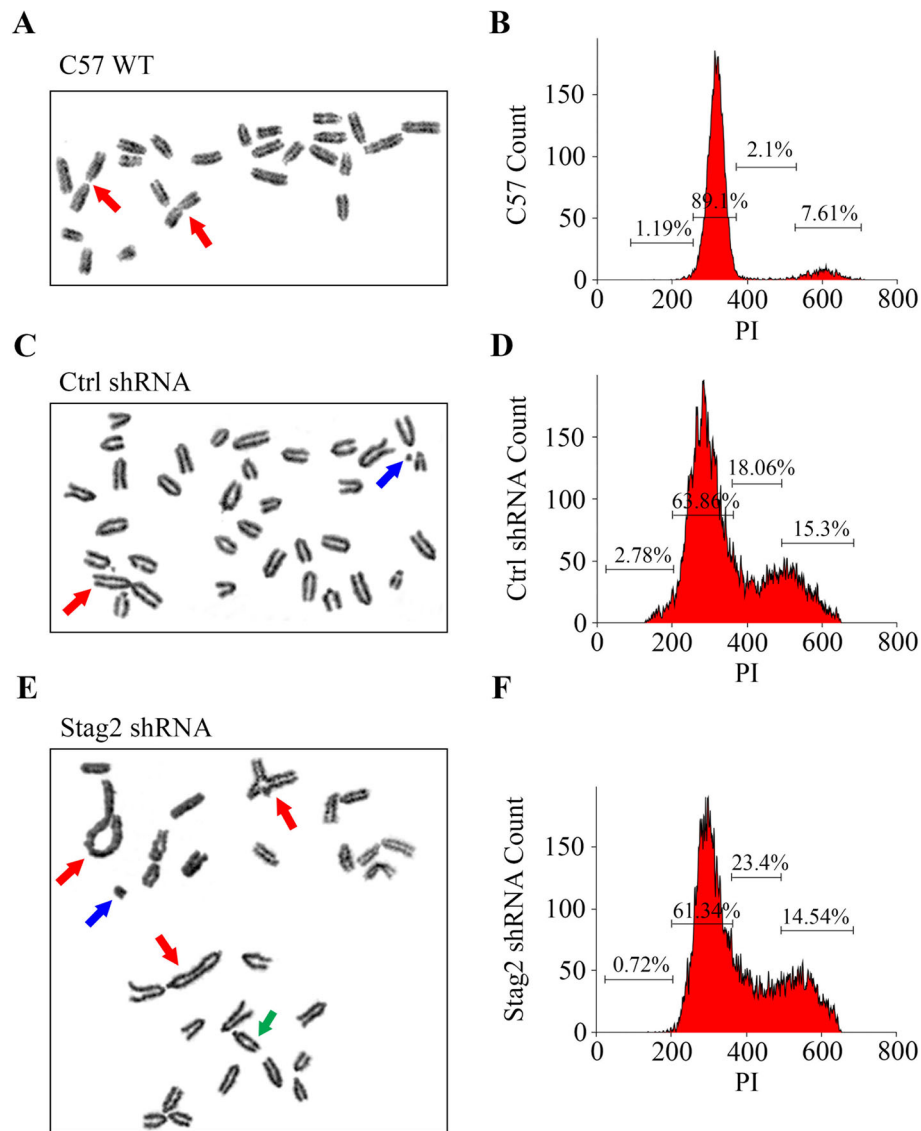 A
C57 WT
B
C57 Count
150
100
50
0
2.1%
89.1%
7.61%
1.19%
0 200 400 600 800
PI
C
Ctrl shRNA
D
Ctrl shRNA Count
150
100
50
0
18.06%
63.86%
15.3%
2.78%
0 200 400 600 800
PI
E
Stag2 shRNA
F
Stag2 shRNA Count
150
100
50
0
23.4%
61.34%
14.54%
0.72%
0 200 400 600 800
PI